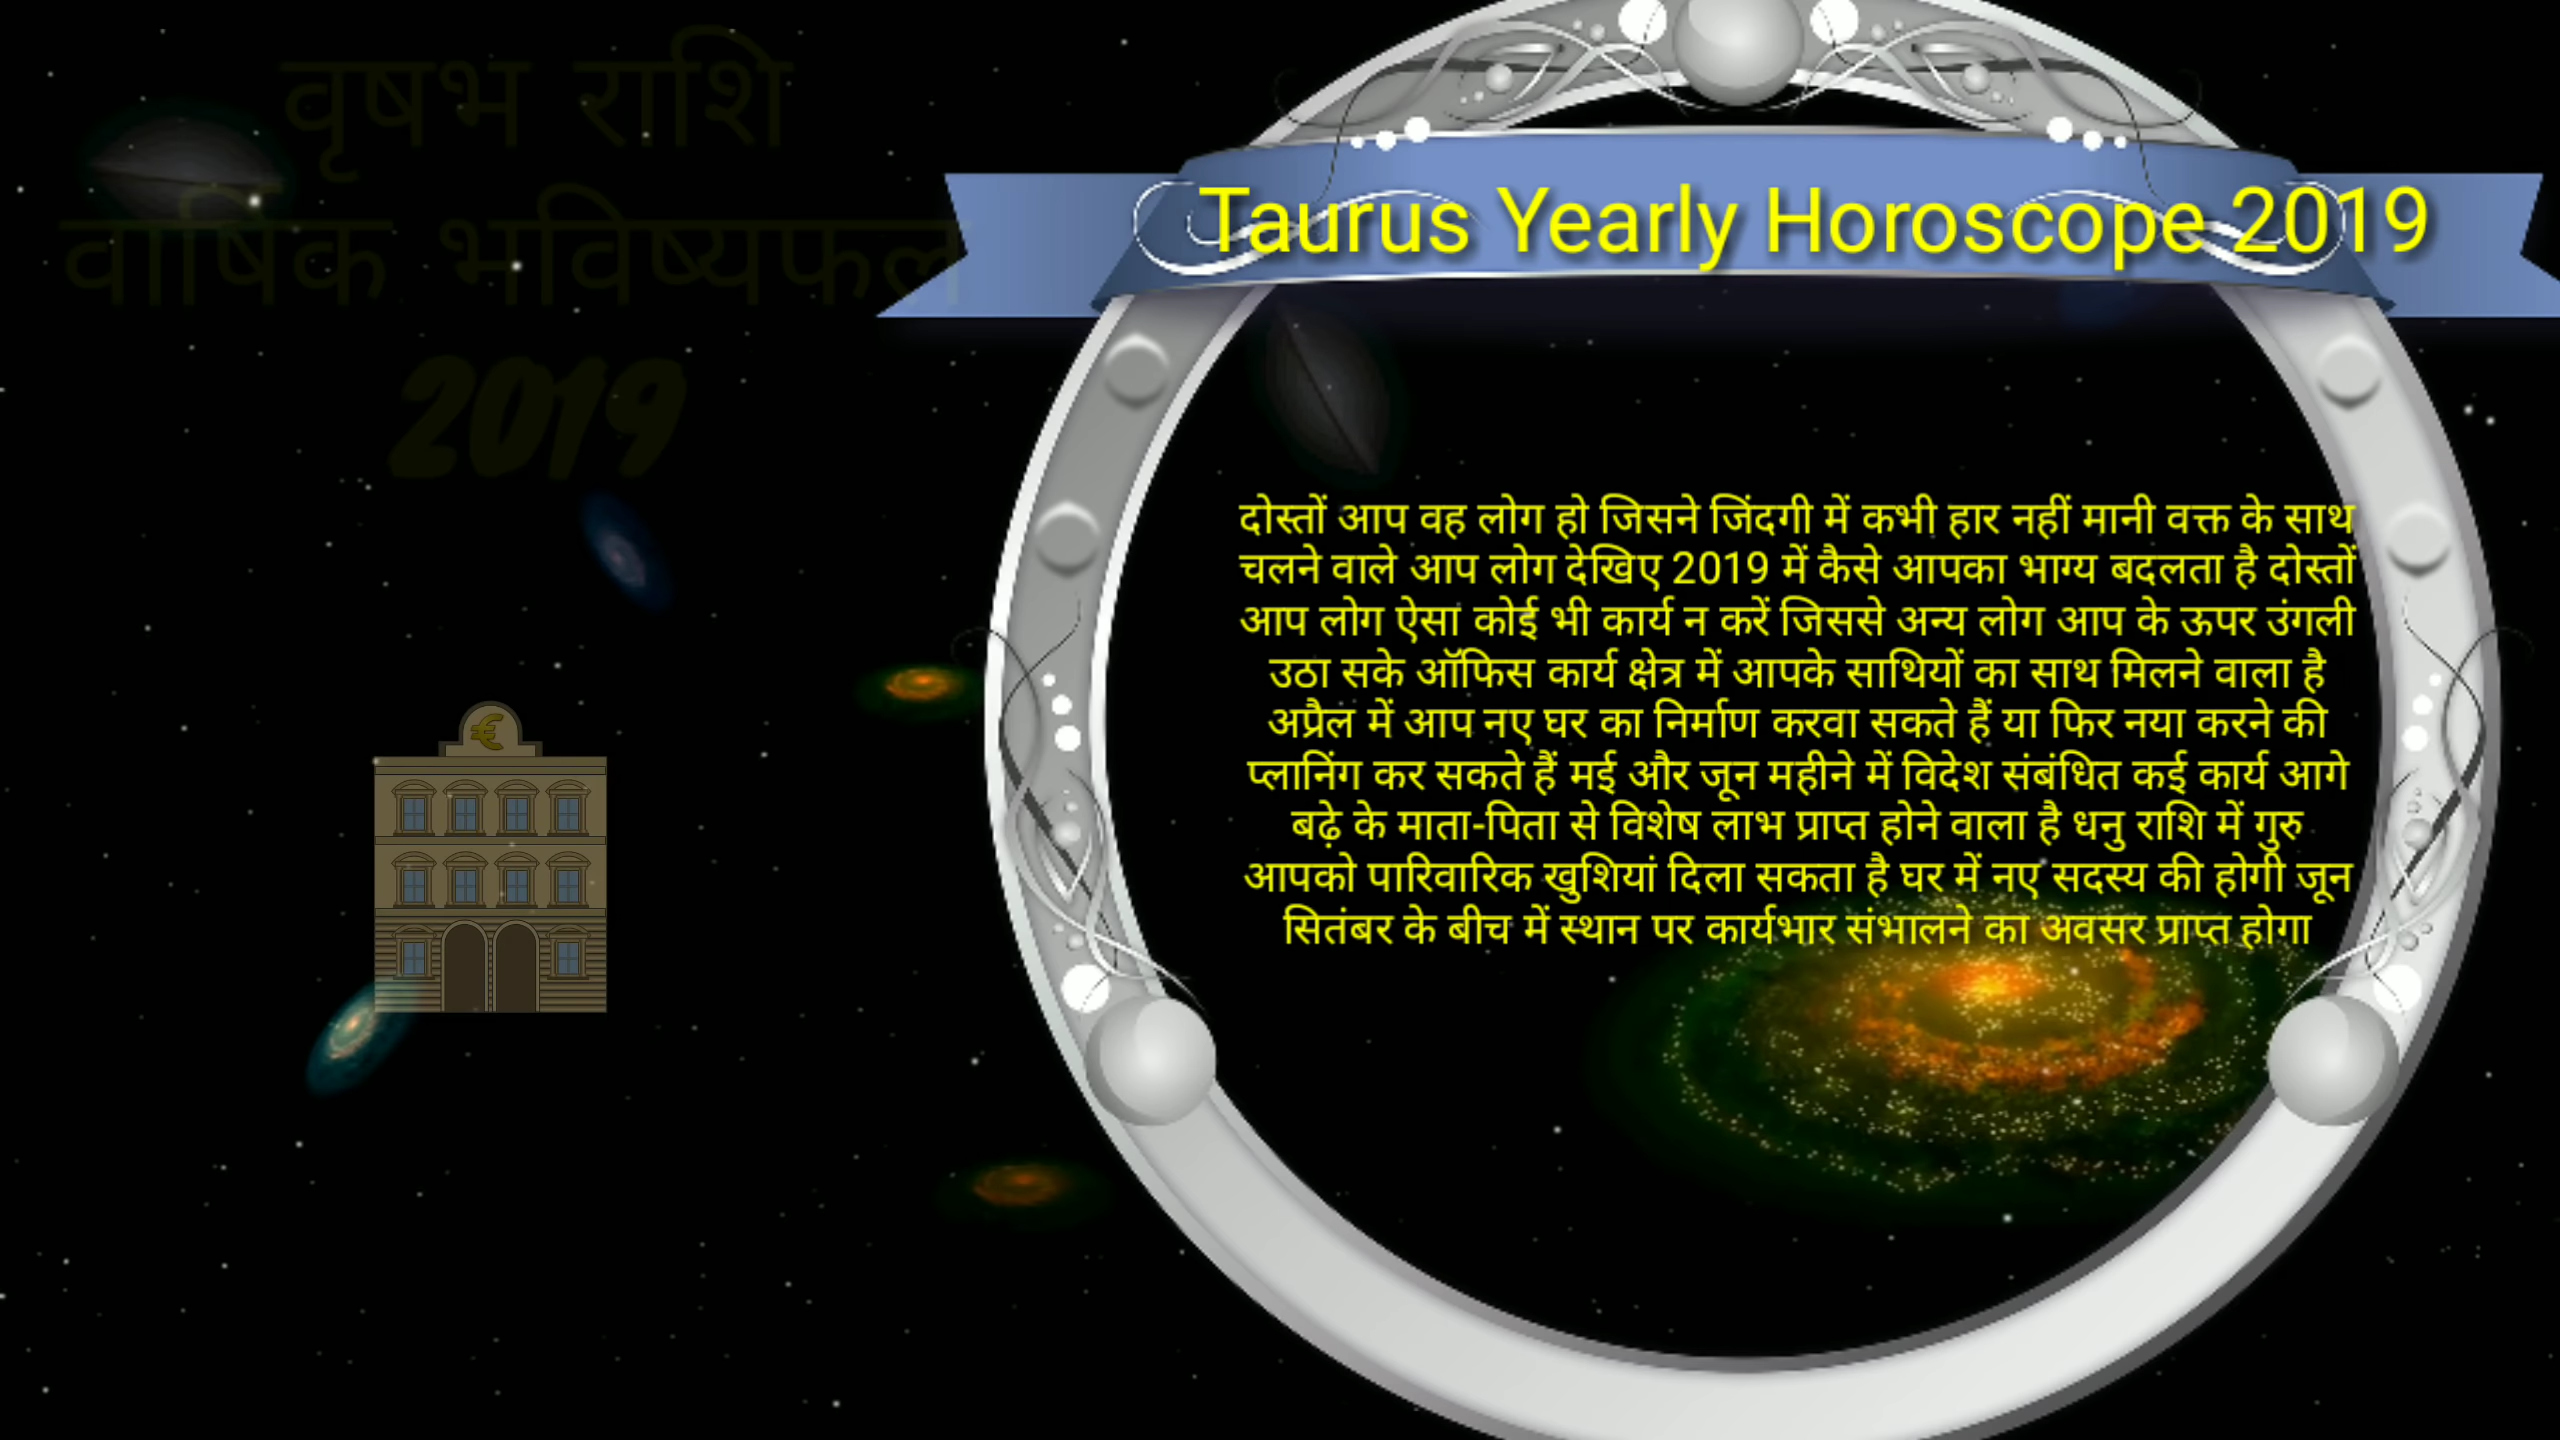 वृषभ राशि
वार्षिक भविष्यफल
2019
Taurus Yearly Horoscope 2019
दोस्तों आप वह लोग हो जिसने जिंदगी में कभी हार नहीं मानी वक्त के साथ
चलने वाले आप लोग देखिए 2019 में कैसे आपका भाग्य बदलता है दोस्तों
आप लोग ऐसा कोई भी कार्य न करें जिससे अन्य लोग आप के ऊपर उंगली
उठा सके ऑफिस कार्य क्षेत्र में आपके साथियों का साथ मिलने वाला है
अप्रैल में आप नए घर का निर्माण करवा सकते हैं या फिर नया करने की
प्लानिंग कर सकते हैं मई और जून महीने में विदेश संबंधित कई कार्य आगे
बढ़े के माता-पिता से विशेष लाभ प्राप्त होने वाला है धनु राशि में गुरु
आपको पारिवारिक खुशियां दिला सकता है घर में नए सदस्य की होगी जून
सितंबर के बीच में स्थान पर कार्यभार संभालने का अवसर प्राप्त होगा
€